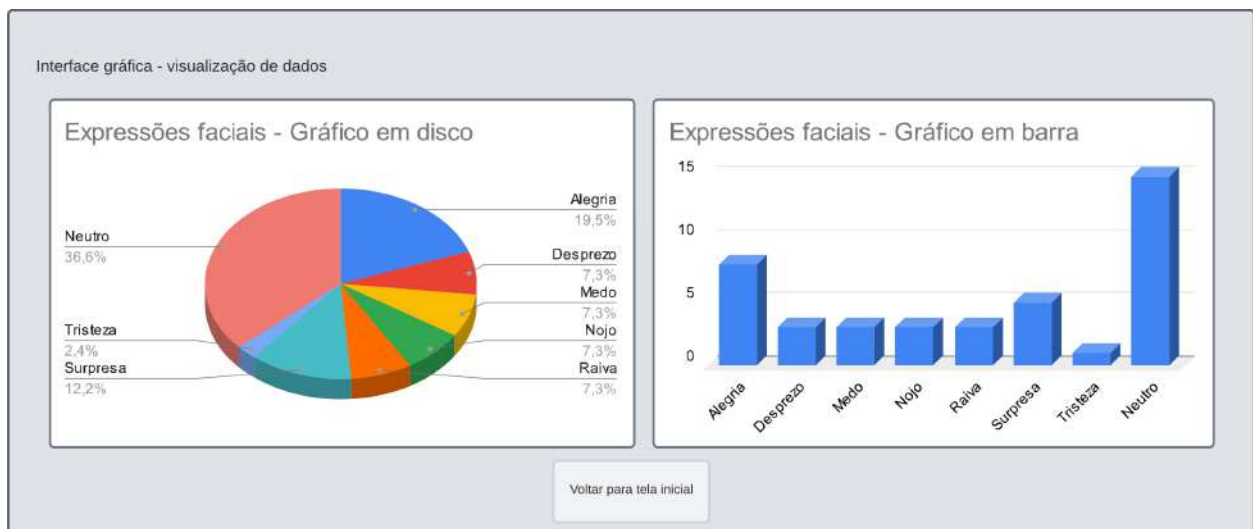 Interface gráfica - visualização de dados
Expressões faciais - Gráfico em disco
Alegria
19,5%
Neutro
36,6%
Desprezo
7,3%
Medo
7,3%
Tristeza
2,4%
Nojo
7,3%
Surpresa
12,2%
Raiva
7,3%
Expressões faciais - Gráfico em barra
15
10
5
0
Alegria
Desprezo
Medo
Nojo
Raiva
Surpresa
Tristeza
Neutro
Voltar para tela inicial